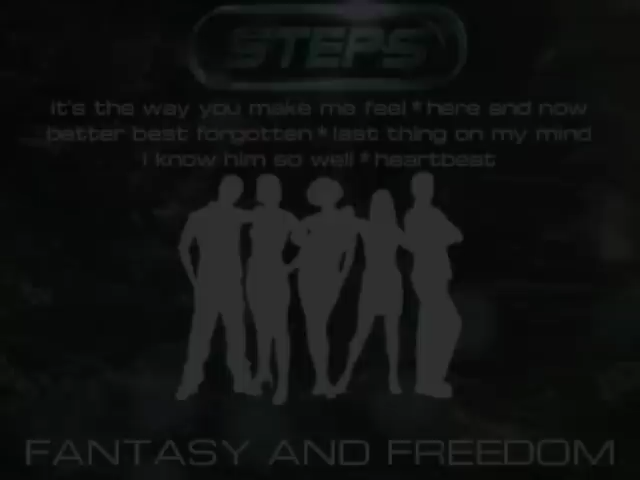 STEPS
it's the way you make me feel * here and now
better best forgotten * last thing on my mind
i know him so well * heartbeat
FANTASY AND FREEDOM